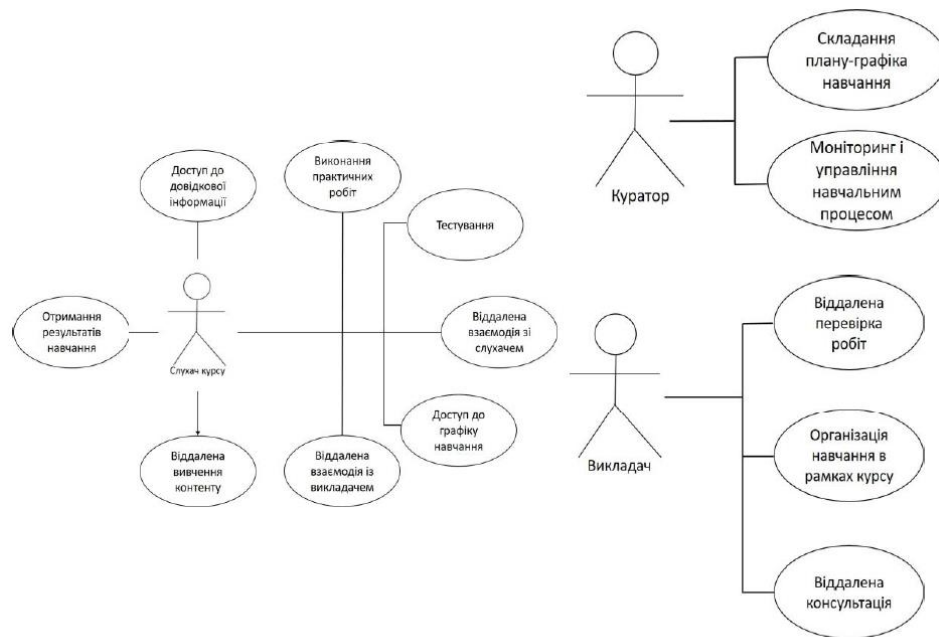 Доступ до
довідкової
інформації
Виконання
практичних
робіт
Тестування
Отримання
результатів
навчання
Слухач курсу
Віддалена
взаємодія зі
слухачем
Віддалена
вивчення
контенту
Віддалена
взаємодія із
викладачем
Доступ до
графіку
навчання
Куратор
Складання
плану-графіка
навчання
Моніторинг і
управління
навчальним
процесом
Викладач
Віддалена
перевірка
робіт
Організація
навчання в
рамках курсу
Віддалена
консультація